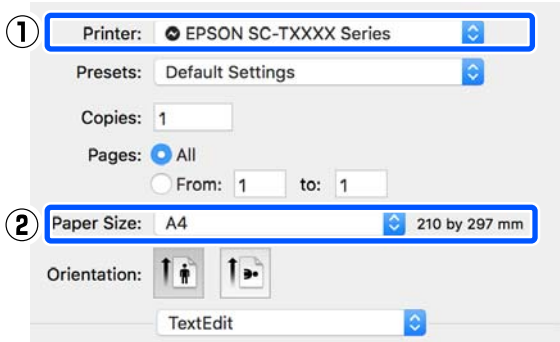 ① Printer: EPSON SC-TXXXX Series
Presets: Default Settings
Copies: 1
Pages: All
From: 1 to: 1
② Paper Size: A4 210 by 297 mm
Orientation:
TextEdit